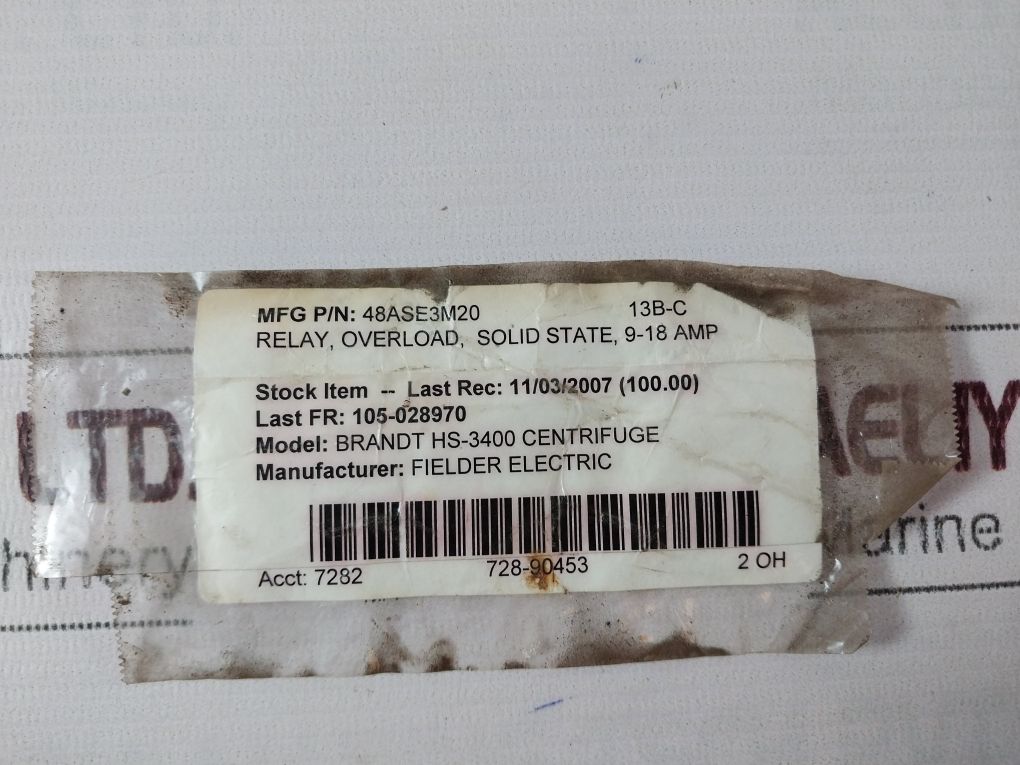 MFG P/N: 48ASE3M20 13B-C
RELAY, OVERLOAD, SOLID STATE, 9-18 AMP
Stock Item -- Last Rec: 11/03/2007 (100.00)
Last FR: 105-028970
Model: BRANDT HS-3400 CENTRIFUGE
Manufacturer: FIELDER ELECTRIC
LTD.
Acct: 7282 728-90453 2 OH